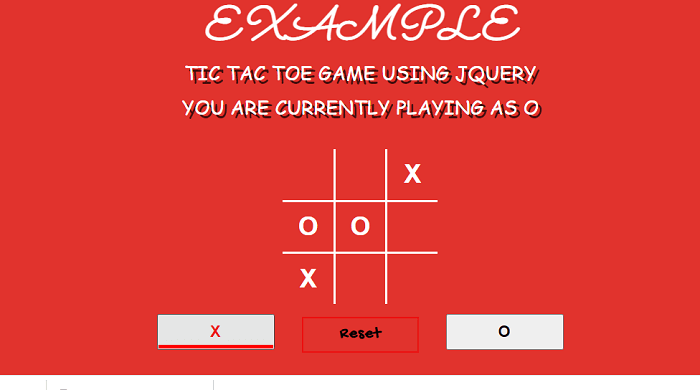 EXAMPLE
TIC TAC TOE GAME USING JQUERY
YOU ARE CURRENTLY PLAYING AS O
X
O O
X
X Reset O